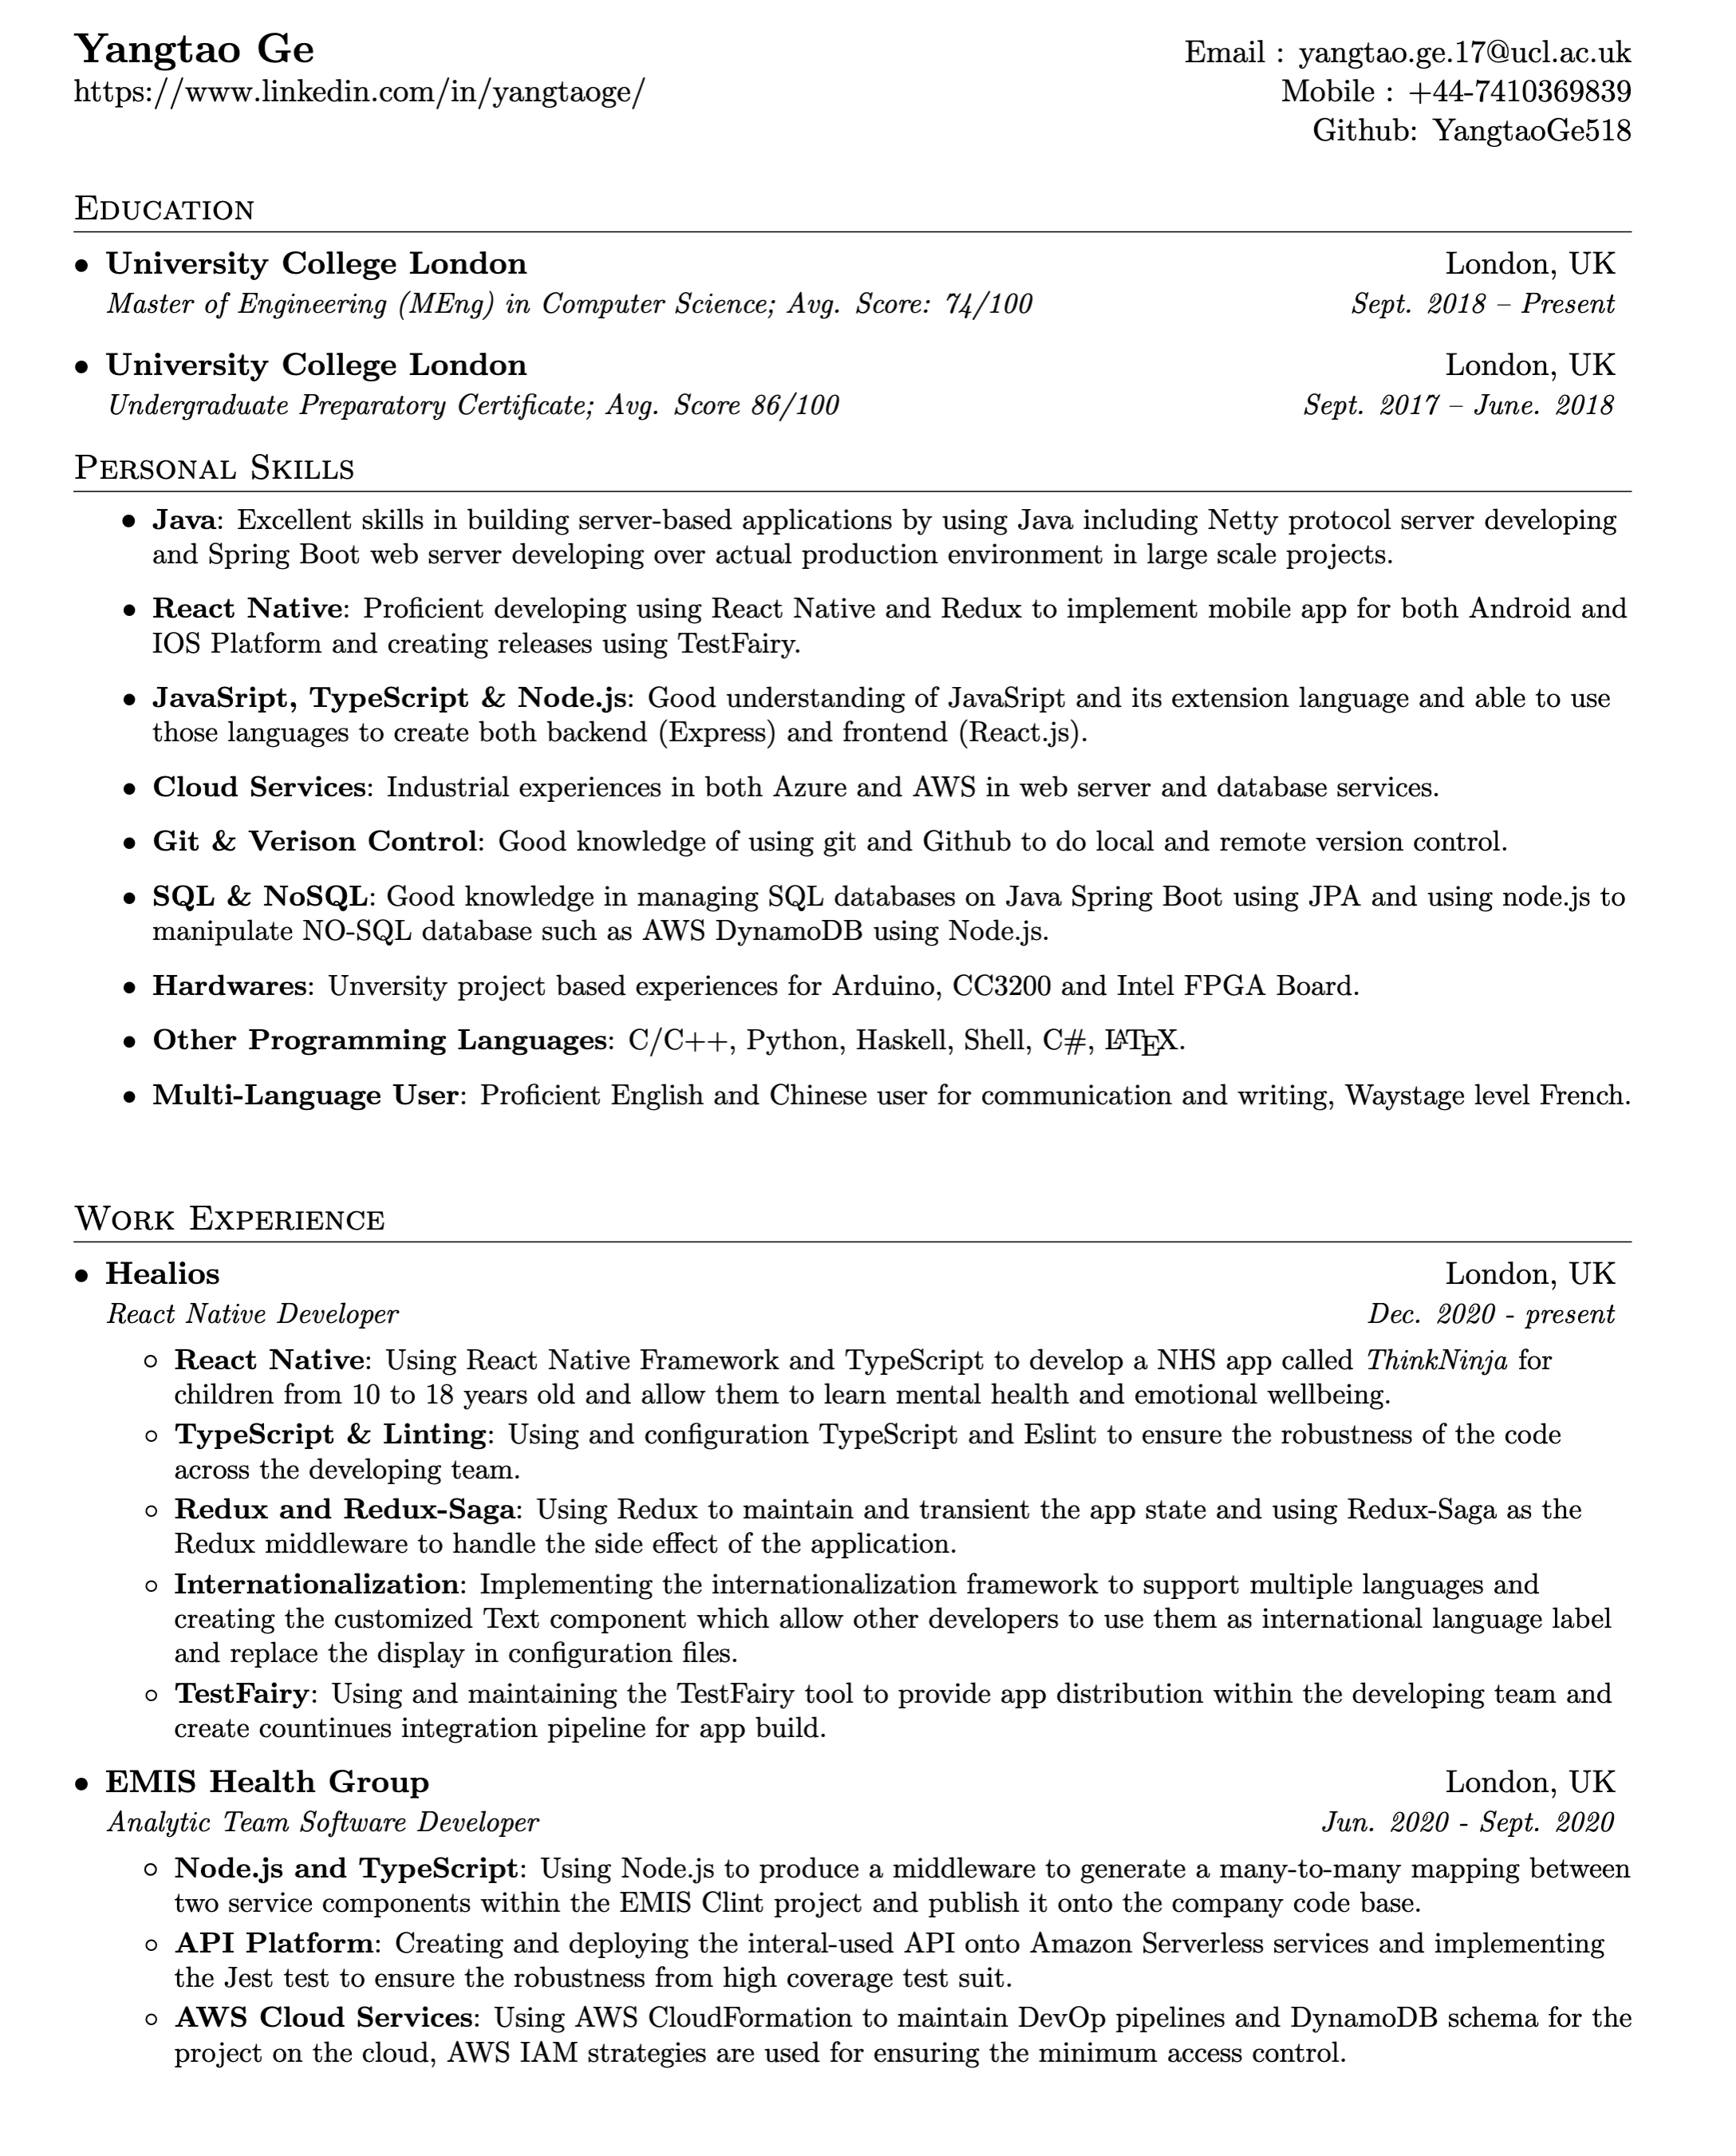 Yangtao Ge
Email : yangtao.ge.17@ucl.ac.uk
https://www.linkedin.com/in/yangtaoge/
Mobile : +44-7410369839
Github: YangtaoGe518
Education
• University College London London, UK
Master of Engineering (MEng) in Computer Science; Avg. Score: 74/100 Sept. 2018 – Present
• University College London London, UK
Undergraduate Preparatory Certificate; Avg. Score 86/100 Sept. 2017 – June. 2018
Personal Skills
• Java: Excellent skills in building server-based applications by using Java including Netty protocol server developing
and Spring Boot web server developing over actual production environment in large scale projects.
• React Native: Proficient developing using React Native and Redux to implement mobile app for both Android and
IOS Platform and creating releases using TestFairy.
• JavaSript, TypeScript & Node.js: Good understanding of JavaSript and its extension language and able to use
those languages to create both backend (Express) and frontend (React.js).
• Cloud Services: Industrial experiences in both Azure and AWS in web server and database services.
• Git & Verison Control: Good knowledge of using git and Github to do local and remote version control.
• SQL & NoSQL: Good knowledge in managing SQL databases on Java Spring Boot using JPA and using node.js to
manipulate NO-SQL database such as AWS DynamoDB using Node.js.
• Hardwares: Unversity project based experiences for Arduino, CC3200 and Intel FPGA Board.
• Other Programming Languages: C/C++, Python, Haskell, Shell, C#, LATEX.
• Multi-Language User: Proficient English and Chinese user for communication and writing, Waystage level French.
Work Experience
• Healios London, UK
React Native Developer Dec. 2020 - present
○ React Native: Using React Native Framework and TypeScript to develop a NHS app called ThinkNinja for
children from 10 to 18 years old and allow them to learn mental health and emotional wellbeing.
○ TypeScript & Linting: Using and configuration TypeScript and Eslint to ensure the robustness of the code
across the developing team.
○ Redux and Redux-Saga: Using Redux to maintain and transient the app state and using Redux-Saga as the
Redux middleware to handle the side effect of the application.
○ Internationalization: Implementing the internationalization framework to support multiple languages and
creating the customized Text component which allow other developers to use them as international language label
and replace the display in configuration files.
○ TestFairy: Using and maintaining the TestFairy tool to provide app distribution within the developing team and
create countinues integration pipeline for app build.
• EMIS Health Group London, UK
Analytic Team Software Developer Jun. 2020 - Sept. 2020
○ Node.js and TypeScript: Using Node.js to produce a middleware to generate a many-to-many mapping between
two service components within the EMIS Clint project and publish it onto the company code base.
○ API Platform: Creating and deploying the interal-used API onto Amazon Serverless services and implementing
the Jest test to ensure the robustness from high coverage test suit.
○ AWS Cloud Services: Using AWS CloudFormation to maintain DevOp pipelines and DynamoDB schema for the
project on the cloud, AWS IAM strategies are used for ensuring the minimum access control.